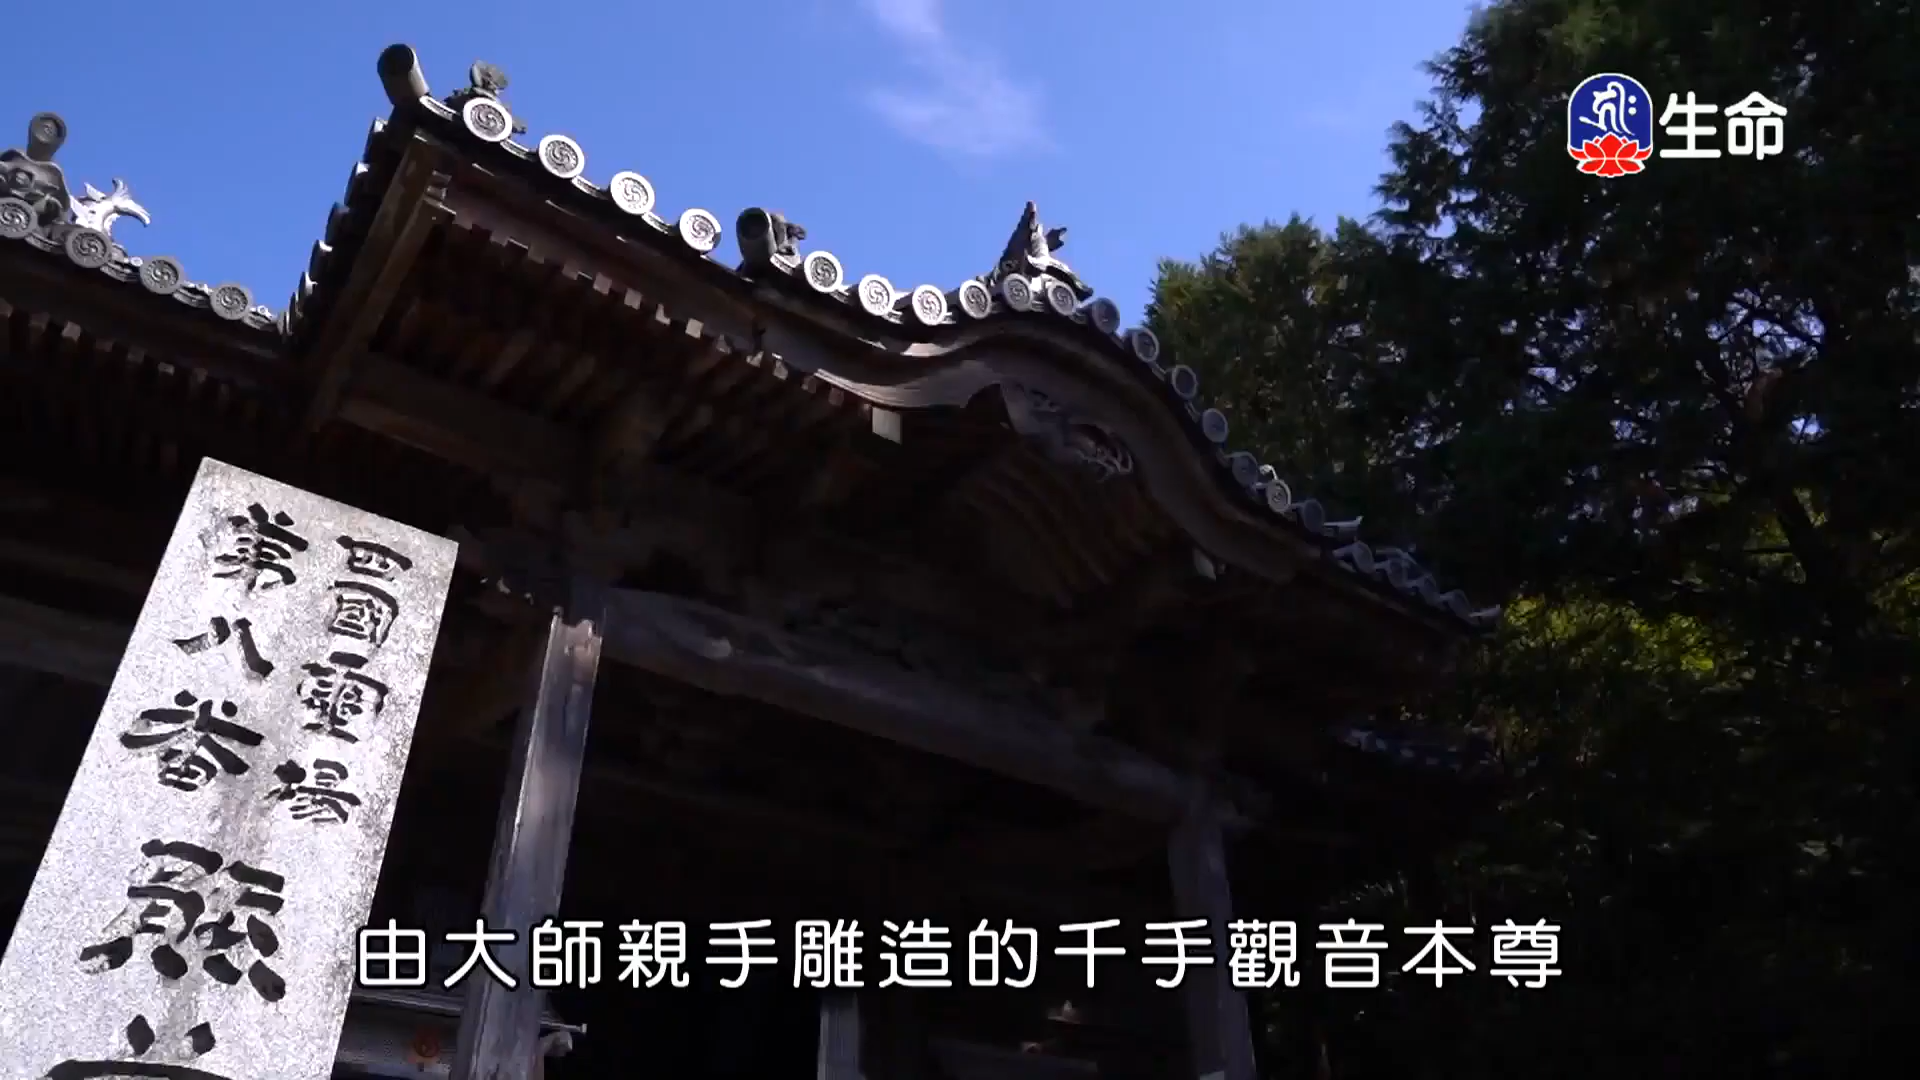 生命
四國霊場
第八番熊
由大師親手雕造的千手觀音本尊